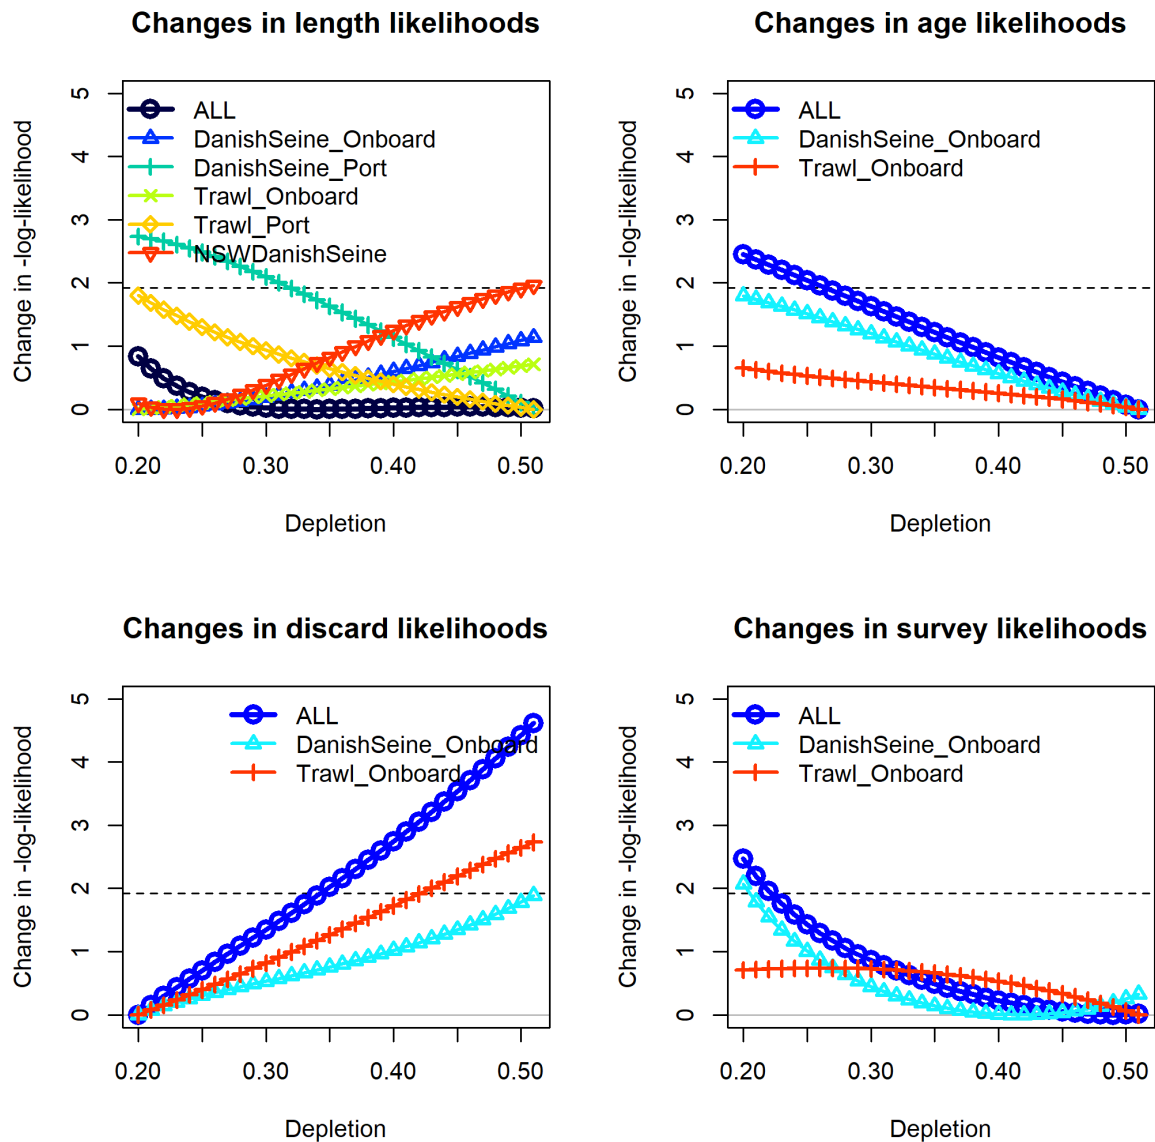 Changes in length likelihoods
Change in -log-likelihood
5
4
3
2
1
0
ALL
DanishSeine_Onboard
DanishSeine_Port
Trawl_Onboard
Trawl_Port
NSWDanishSeine
0.20
0.30
0.40
0.50
Depletion
Changes in age likelihoods
Change in -log-likelihood
5
4
3
2
1
0
ALL
DanishSeine_Onboard
Trawl_Onboard
0.20
0.30
0.40
0.50
Depletion
Changes in discard likelihoods
Change in -log-likelihood
5
4
3
2
1
0
ALL
DanishSeine_Onboard
Trawl_Onboard
0.20
0.30
0.40
0.50
Depletion
Changes in survey likelihoods
Change in -log-likelihood
5
4
3
2
1
0
ALL
DanishSeine_Onboard
Trawl_Onboard
0.20
0.30
0.40
0.50
Depletion